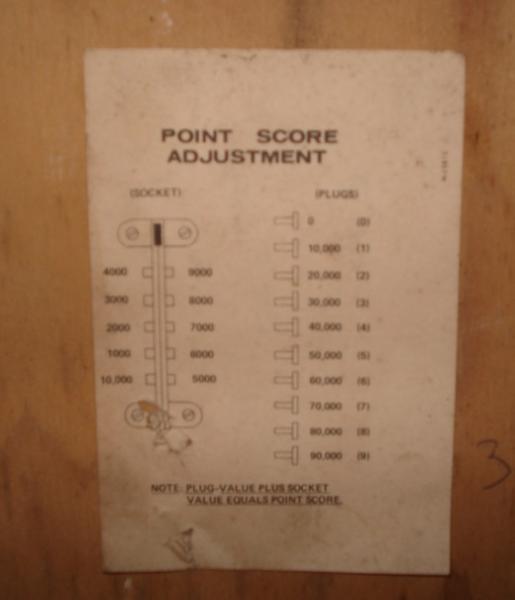 POINT SCORE
ADJUSTMENT
(SOCKET) (PLUGS)
0 (0)
10,000 (1)
4000 9000 20,000 (2)
3000 8000 30,000 (3)
2000 7000 40,000 (4)
1000 6000 50,000 (5)
10,000 5000 60,000 (6)
70,000 (7)
80,000 (8)
90,000 (9)
NOTE: PLUG-VALUE PLUS SOCKET
VALUE EQUALS POINT SCORE.
3